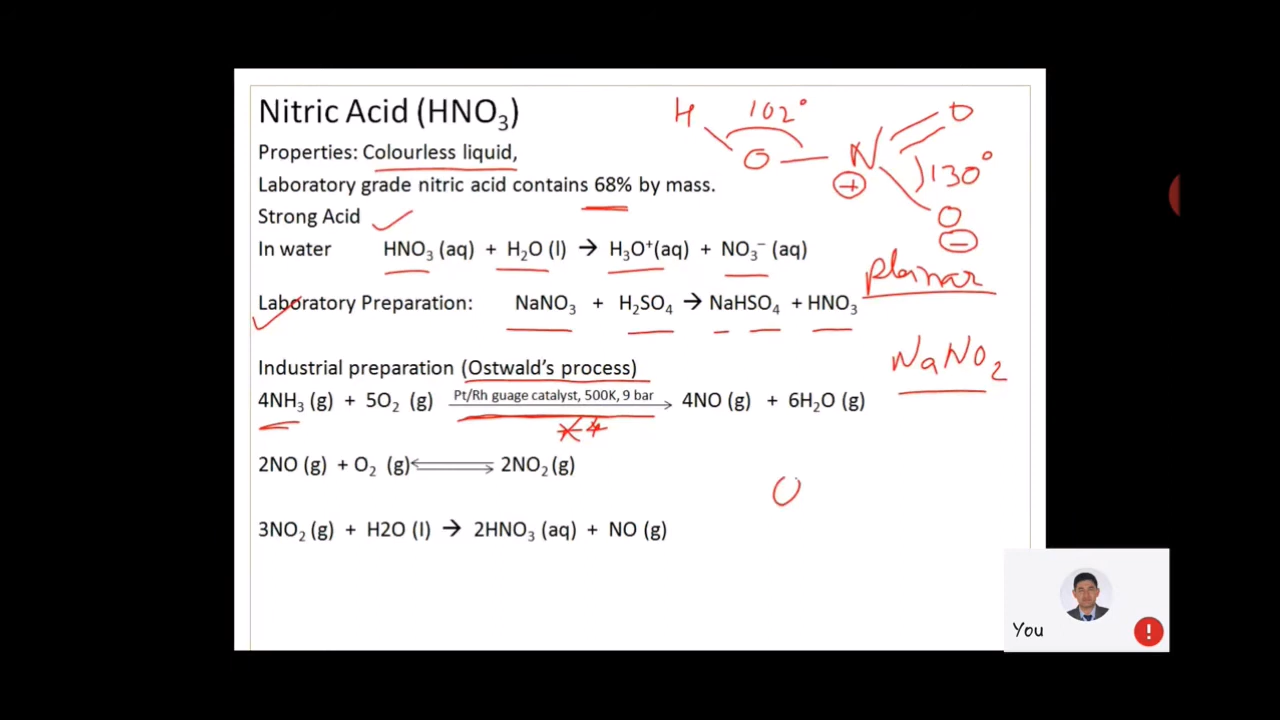 Nitric Acid (HNO₃)
H 102° O
Properties: Colourless liquid,
O — N
+ 130°
Laboratory grade nitric acid contains 68% by mass.
Strong Acid
O
−
In water HNO₃ (aq) + H₂O (l) → H₃O⁺(aq) + NO₃⁻ (aq)
planar
Laboratory Preparation: NaNO₃ + H₂SO₄ → NaHSO₄ + HNO₃
NaNO₂
Industrial preparation (Ostwald’s process)
4NH₃ (g) + 5O₂ (g) Pt/Rh guage catalyst, 500K, 9 bar → 4NO (g) + 6H₂O (g)
2NO (g) + O₂ (g) ⇌ 2NO₂ (g)
3NO₂ (g) + H2O (l) → 2HNO₃ (aq) + NO (g)
You !